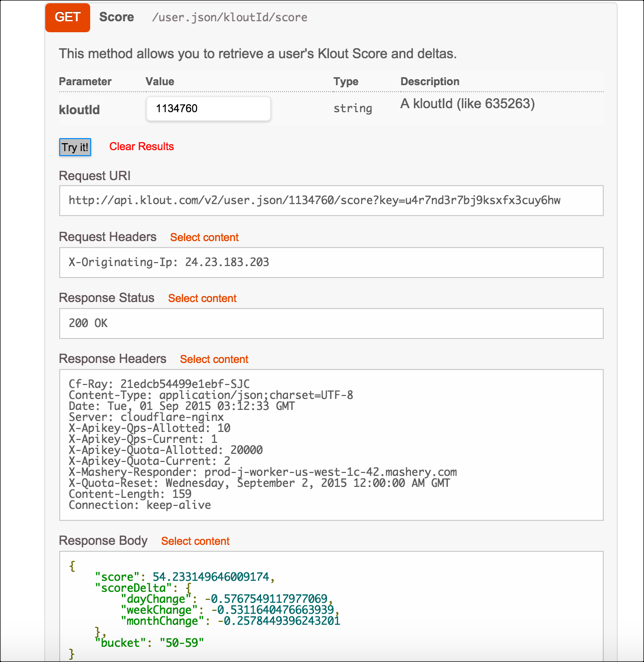 GET Score /user.json/kloutId/score
This method allows you to retrieve a user's Klout Score and deltas.
Parameter Value Type Description
kloutId 1134760 string A kloutId (like 635263)
Try it! Clear Results
Request URI
http://api.klout.com/v2/user.json/1134760/score?key=u4r7nd3r7bj9ksxfx3cuy6hw
Request Headers Select content
X-Originating-Ip: 24.23.183.203
Response Status Select content
200 OK
Response Headers Select content
Cf-Ray: 21edcb54499e1ebf-SJC
Content-Type: application/json;charset=UTF-8
Date: Tue, 01 Sep 2015 03:12:33 GMT
Server: cloudflare-nginx
X-Apikey-Qps-Allotted: 10
X-Apikey-Qps-Current: 1
X-Apikey-Quota-Allotted: 20000
X-Apikey-Quota-Current: 2
X-Mashery-Responder: prod-j-worker-us-west-1c-42.mashery.com
X-Quota-Reset: Wednesday, September 2, 2015 12:00:00 AM GMT
Content-Length: 159
Connection: keep-alive
Response Body Select content
{
"score": 54.233149646009174,
"scoreDelta": {
"dayChange": -0.5767549117977069,
"weekChange": -0.5311640476663939,
"monthChange": -0.2578449396243201
},
"bucket": "50-59"
}